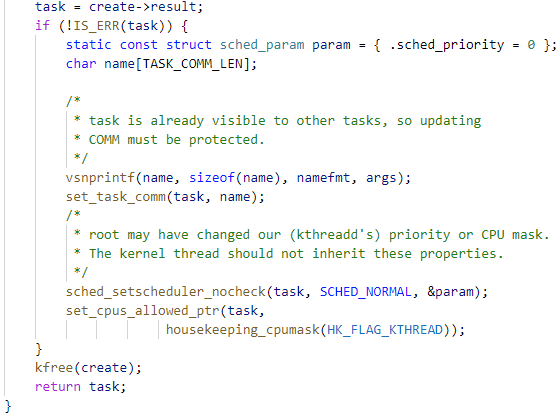 task = create->result;
if (!IS_ERR(task)) {
static const struct sched_param param = { .sched_priority = 0 };
char name[TASK_COMM_LEN];
/*
* task is already visible to other tasks, so updating
* COMM must be protected.
*/
vsnprintf(name, sizeof(name), namefmt, args);
set_task_comm(task, name);
/*
* root may have changed our (kthreadd's) priority or CPU mask.
* The kernel thread should not inherit these properties.
*/
sched_setscheduler_nocheck(task, SCHED_NORMAL, &param);
set_cpus_allowed_ptr(task,
housekeeping_cpumask(HK_FLAG_KTHREAD));
}
kfree(create);
return task;
}